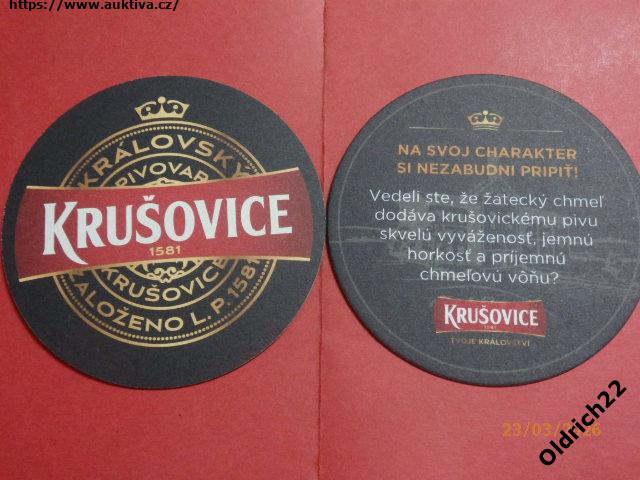 https://www.auktiva.cz/
KRÁLOVSKÝ
PIVOVAR
KRUŠOVICE
1581
KRUŠOVICE
ZALOŽENO L.P. 1581
NA SVOJ CHARAKTER
SI NEZABUDNI PRIPIŤ!
Vedeli ste, že žatecký chmeľ
dodáva krušovickému pivu
skvelú vyváženosť, jemnú
horkosť a príjemnú
chmeľovú vôňu?
KRUŠOVICE
1581
TVOJE KRÁLOVSTVÍ
23/03/2026
Oldrich22